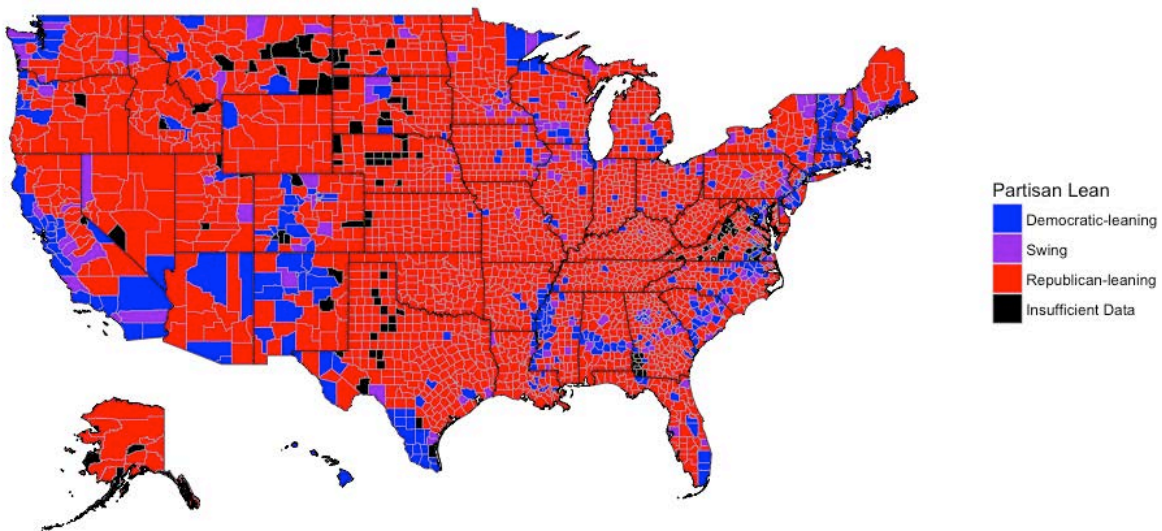 Partisan Lean
Democratic-leaning
Swing
Republican-leaning
Insufficient Data